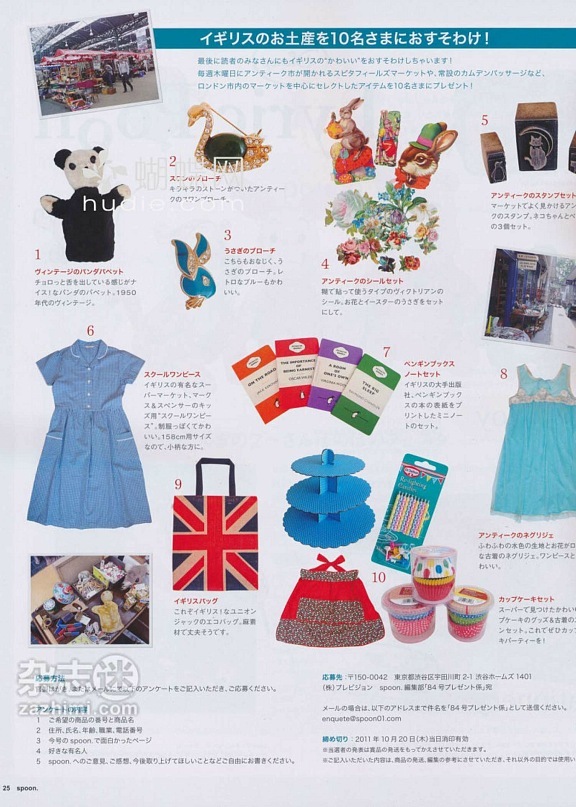 イギリスのお土産を10名さまにおすそわけ!
最後に読者のみなさんにもイギリスの"かわいい"をおすそわけしちゃいます!
毎週木曜日にアンティーク市が開かれるスピタフィールズマーケットや、常設のカムデンパッサージなど、
ロンドン市内のマーケットを中心にセレクトしたアイテムを10名さまにプレゼント!
1
ヴィンテージのパンダパペット
チョロっと舌を出している感じがナ
イス!なパンダのパペット。1950
年代のヴィンテージ。
2
スワンのブローチ
キラキラのストーンがついたアンティー
クのスワンブローチ。
蝴蝶网
hudie.com
3
うさぎのブローチ
こちらもおなじく、う
さぎのブローチ。レ
トロなブルーもかわ
いい。
4
アンティークのシールセット
糊で貼って使うタイプのヴィクトリアンの
シール。お花とイースターのうさぎをセット
にして。
5
アンティークのスタンプセット
マーケットでよく見かけるアン
クのスタンプ。ネコちゃんと
の3個セット。
6
スクールワンピース
イギリスの有名なスー
パーマーケット、マーク
ス&スペンサーのキッ
ズ用"スクールワンピー
ス"。制服っぽくてかわ
いい。158cm用サイズ
なので、小柄な方に。
7
ペンギンブックス
ノートセット
イギリスの大手出版
社、ペンギンブックス
の本の表紙をプ
リントしたミニノー
トのセット。
ON THE ROAD
THE IMPORTANCE OF BEING EARNEST
OSCAR WILDE
A ROOM OF ONE'S OWN
THE BIG SLEEP
8
アンティークのネグリジェ
ふわふわの水色の生地とお花がロ
な古着のネグリジェ。ワンピースと
わいい。
9
イギリスバッグ
これぞイギリス!なユニオン
ジャックのエコバッグ。麻素
材で丈夫そうです。
10
カップケーキセット
スーパーで見つけたかわい
プケーキのグッズ&古着の
ンセット。これでぜひカッ
キパーティーを!
応募方法
アンケートの内容
1 ご希望の商品の番号と商品名
2 住所、氏名、年齢、職業、電話番号
3 今号のspoon.で面白かったページ
4 好きな有名人
5 spoon.へのご意見、ご感想、今後取り上げてほしいことなどご自由にお書きください。
応募先:〒150-0042 東京都渋谷区宇田川町2-1 渋谷ホームズ1401
(株)プレビジョン spoon.編集部「84号プレゼント係」宛
メールの場合は、以下のアドレスまで件名を「84号プレゼント係」として送信ください。
enquete@spoon01.com
締め切り:2011年10月20日(木)当日消印有効
※当選者の発表は賞品の発送をもってかえさせていただきます。
※ご記入いただいた内容は、商品の発送、編集の参考にさせていただき、それ以外の目的では使用い
杂志迷
zazhimi.com
25 spoon.